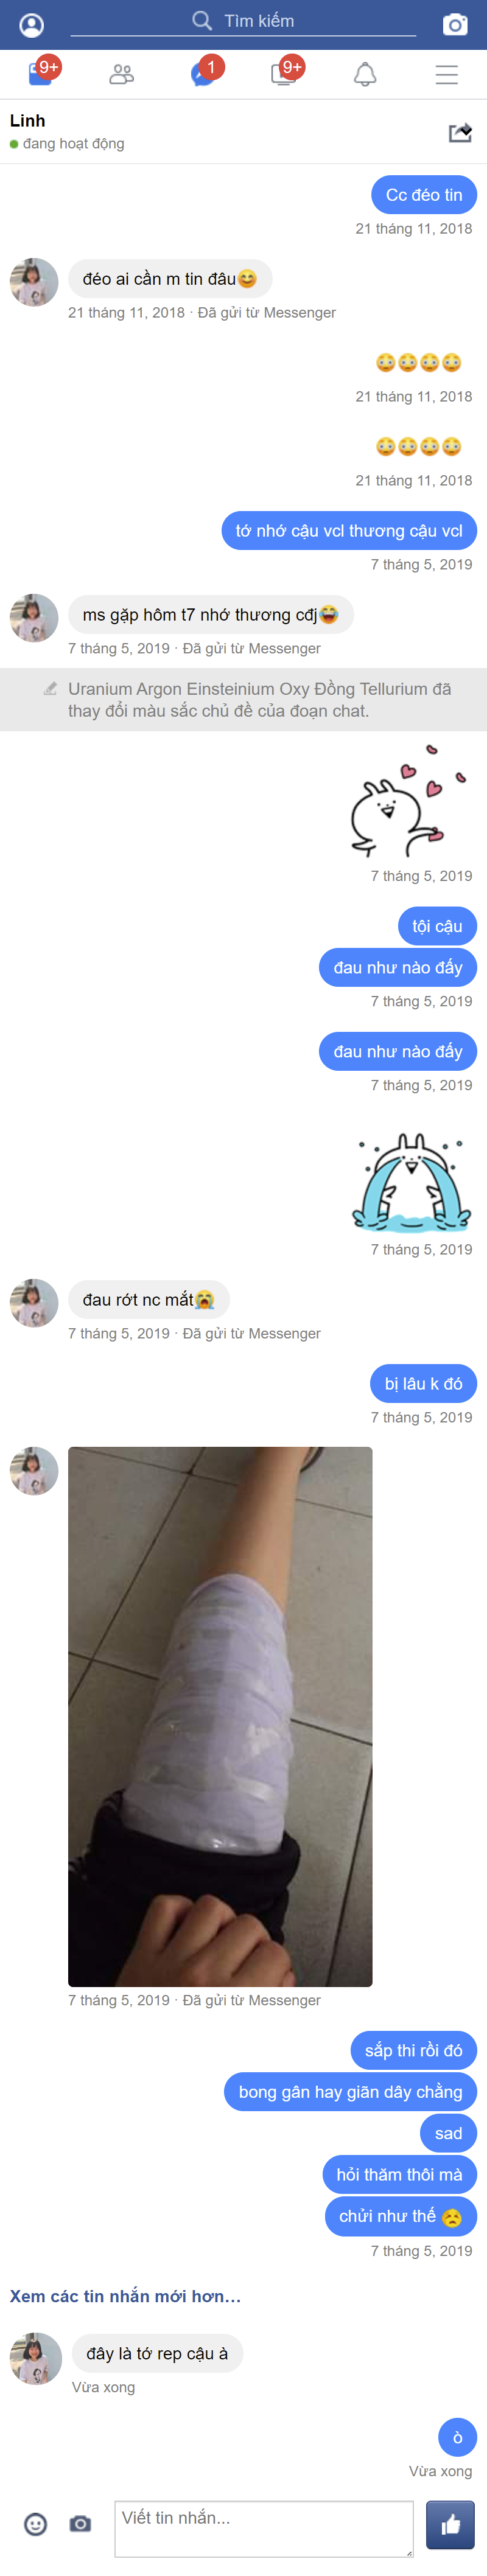 Tìm kiếm
9+
1
9+
Linh
đang hoạt động
Cc đéo tin
21 tháng 11, 2018
đéo ai cần m tin đâu😊
21 tháng 11, 2018 · Đã gửi từ Messenger
😳😳😳😳
21 tháng 11, 2018
😳😳😳😳
21 tháng 11, 2018
tớ nhớ cậu vcl thương cậu vcl
7 tháng 5, 2019
ms gặp hôm t7 nhớ thương cđj😂
7 tháng 5, 2019 · Đã gửi từ Messenger
Uranium Argon Einsteinium Oxy Đồng Tellurium đã
thay đổi màu sắc chủ đề của đoạn chat.
7 tháng 5, 2019
tội cậu
đau như nào đấy
7 tháng 5, 2019
đau như nào đấy
7 tháng 5, 2019
7 tháng 5, 2019
đau rớt nc mắt😭
7 tháng 5, 2019 · Đã gửi từ Messenger
bị lâu k đó
7 tháng 5, 2019
7 tháng 5, 2019 · Đã gửi từ Messenger
sắp thi rồi đó
bong gân hay giãn dây chằng
sad
hỏi thăm thôi mà
chửi như thế 😣
7 tháng 5, 2019
Xem các tin nhắn mới hơn…
đây là tớ rep cậu à
Vừa xong
ò
Vừa xong
Viết tin nhắn...